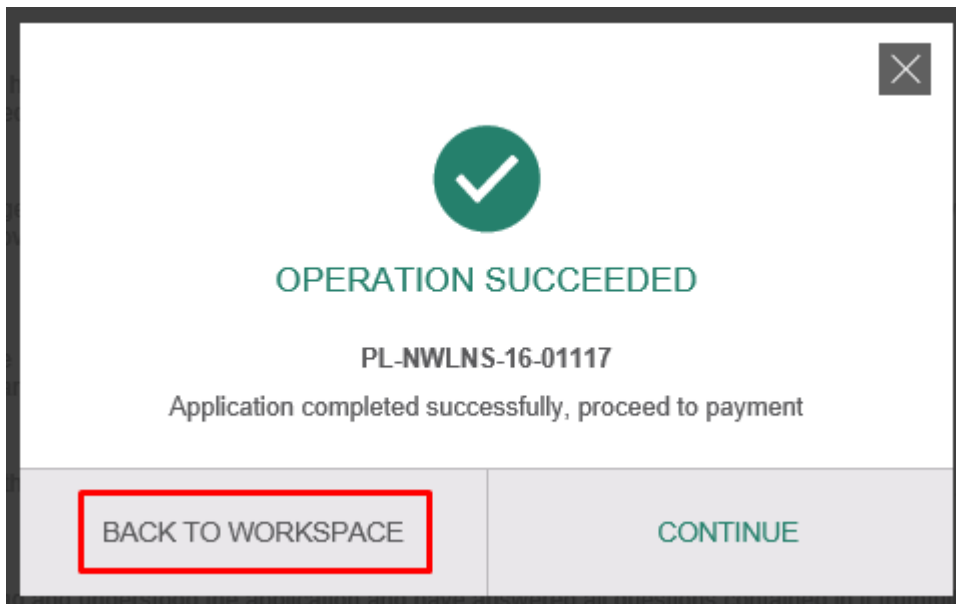 OPERATION SUCCEEDED
PL-NWLNS-16-01117
Application completed successfully, proceed to payment
BACK TO WORKSPACE
CONTINUE